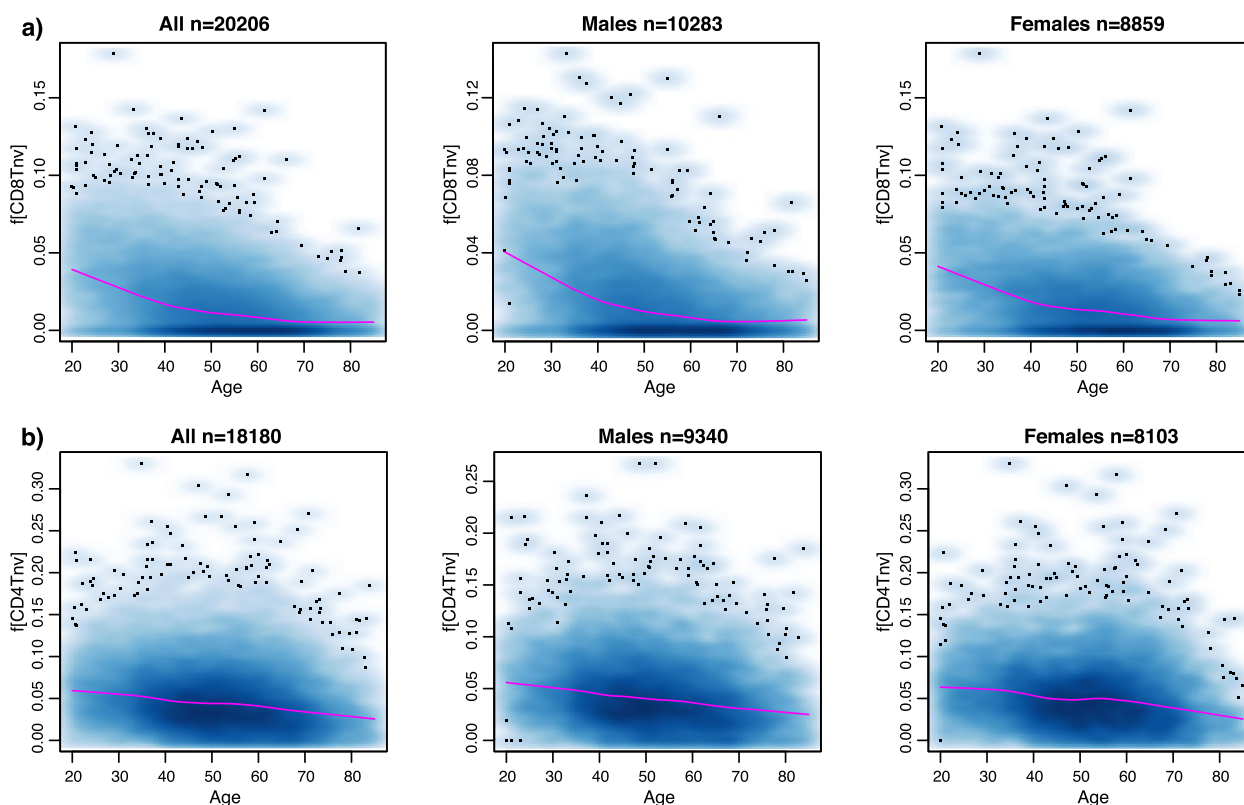 a)
All n=20206
Males n=10283
Females n=8859
f[CD8Tnv]
0.00 0.05 0.10 0.15
20 30 40 50 60 70 80
Age
f[CD8Tnv]
0.00 0.04 0.08 0.12
20 30 40 50 60 70 80
Age
f[CD8Tnv]
0.00 0.05 0.10 0.15
20 30 40 50 60 70 80
Age
b)
All n=18180
Males n=9340
Females n=8103
f[CD4Tnv]
0.00 0.05 0.10 0.15 0.20 0.25 0.30
20 30 40 50 60 70 80
Age
f[CD4Tnv]
0.00 0.05 0.10 0.15 0.20 0.25
20 30 40 50 60 70 80
Age
f[CD4Tnv]
0.00 0.05 0.10 0.15 0.20 0.25 0.30
20 30 40 50 60 70 80
Age